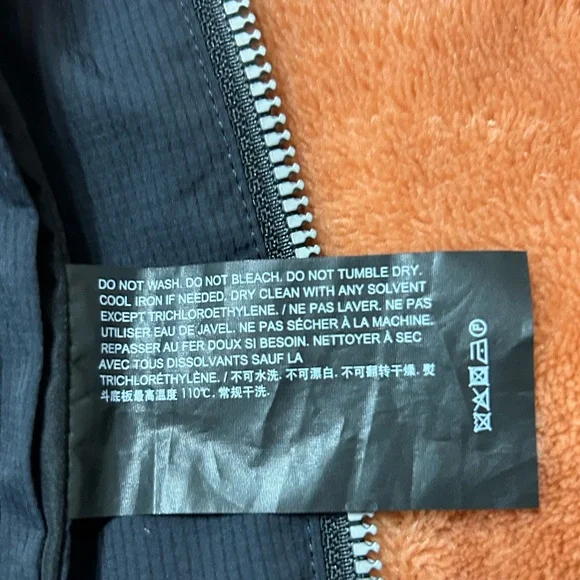 DO NOT WASH. DO NOT BLEACH. DO NOT TUMBLE DRY.
COOL IRON IF NEEDED. DRY CLEAN WITH ANY SOLVENT
EXCEPT TRICHLOROETHYLENE. / NE PAS LAVER. NE PAS
UTILISER EAU DE JAVEL. NE PAS SÉCHER À LA MACHINE.
REPASSER AU FER DOUX SI BESOIN. NETTOYER À SEC
AVEC TOUS DISSOLVANTS SAUF LA
TRICHLORÉTHYLÈNE. / 不可水洗. 不可漂白. 不可翻转干燥. 熨
斗底板最高温度 110℃. 常规干洗.
P